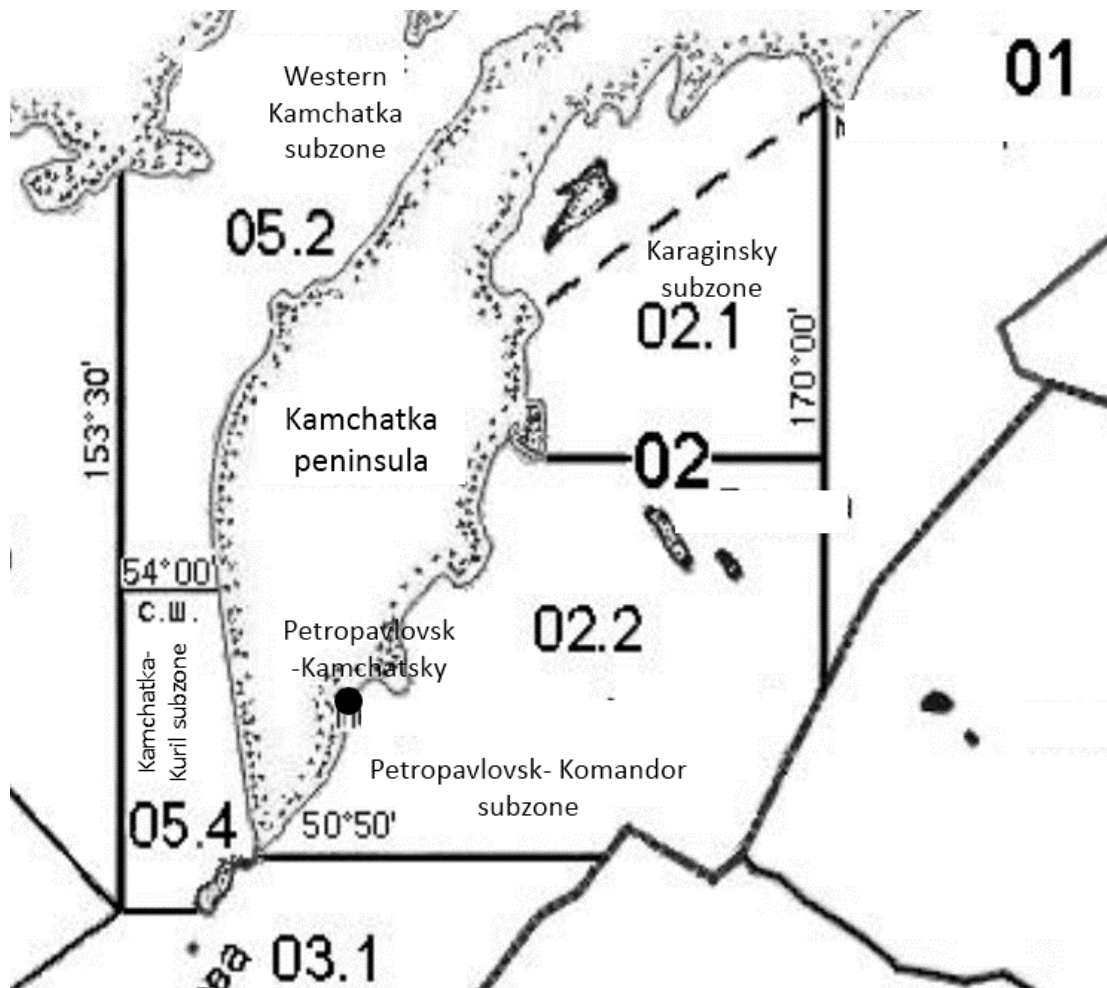 01
Western
Kamchatka
subzone
05.2
Karaginsky
subzone
02.1
170°00'
153°30'
Kamchatka
peninsula
02
54°00'
с.ш.
Petropavlovsk
-Kamchatsky
02.2
Kamchatka-
Kuril subzone
Petropavlovsk- Komandor
subzone
05.4
50°50'
03.1